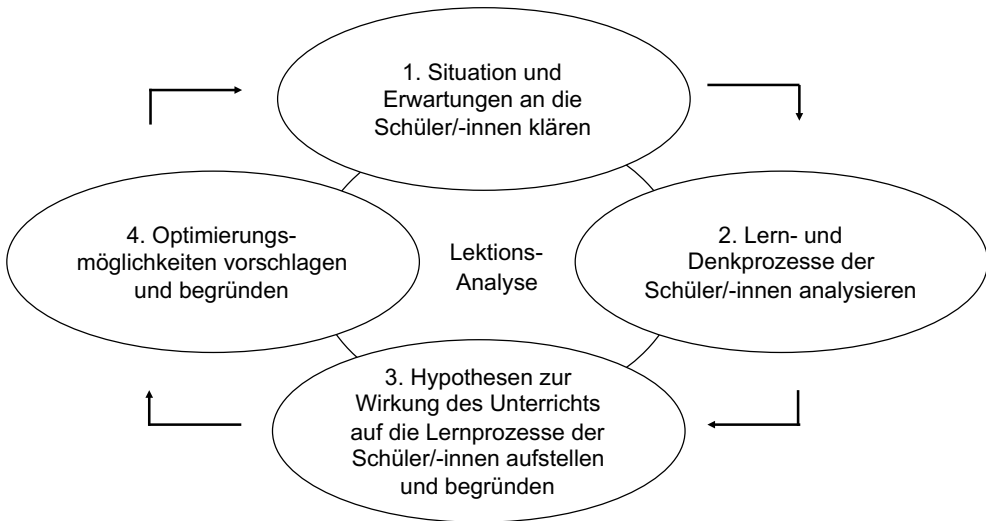 1. Situation und
Erwartungen an die
Schüler/-innen klären
2. Lern- und
Denkprozesse der
Schüler/-innen analysieren
3. Hypothesen zur
Wirkung des Unterrichts
auf die Lernprozesse der
Schüler/-innen aufstellen
und begründen
4. Optimierungs-
möglichkeiten vorschlagen
und begründen
Lektions-
Analyse